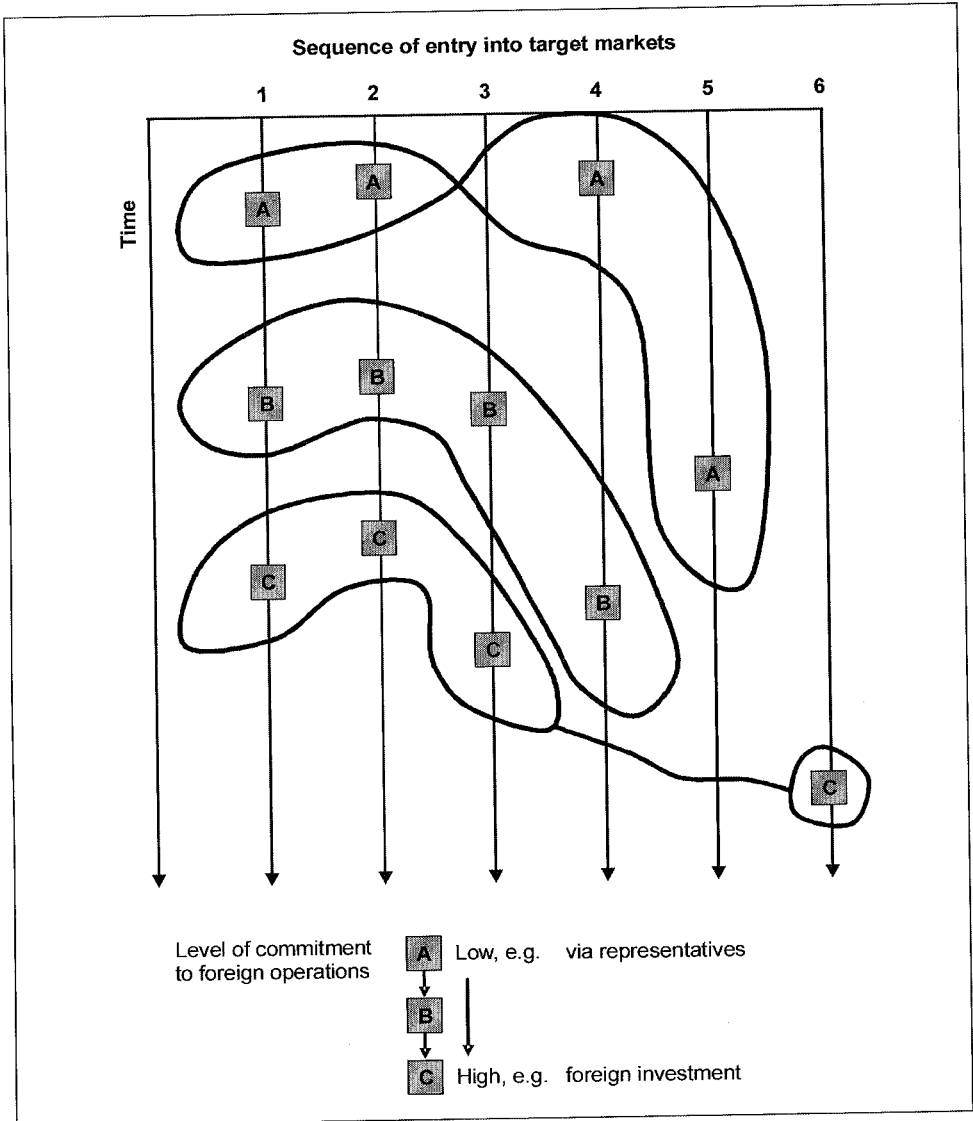 Sequence of entry into target markets
1 2 3 4 5 6
Time
A A A
B B B
A
C C
B
C
C
Level of commitment
to foreign operations
A Low, e.g. via representatives
B
C High, e.g. foreign investment